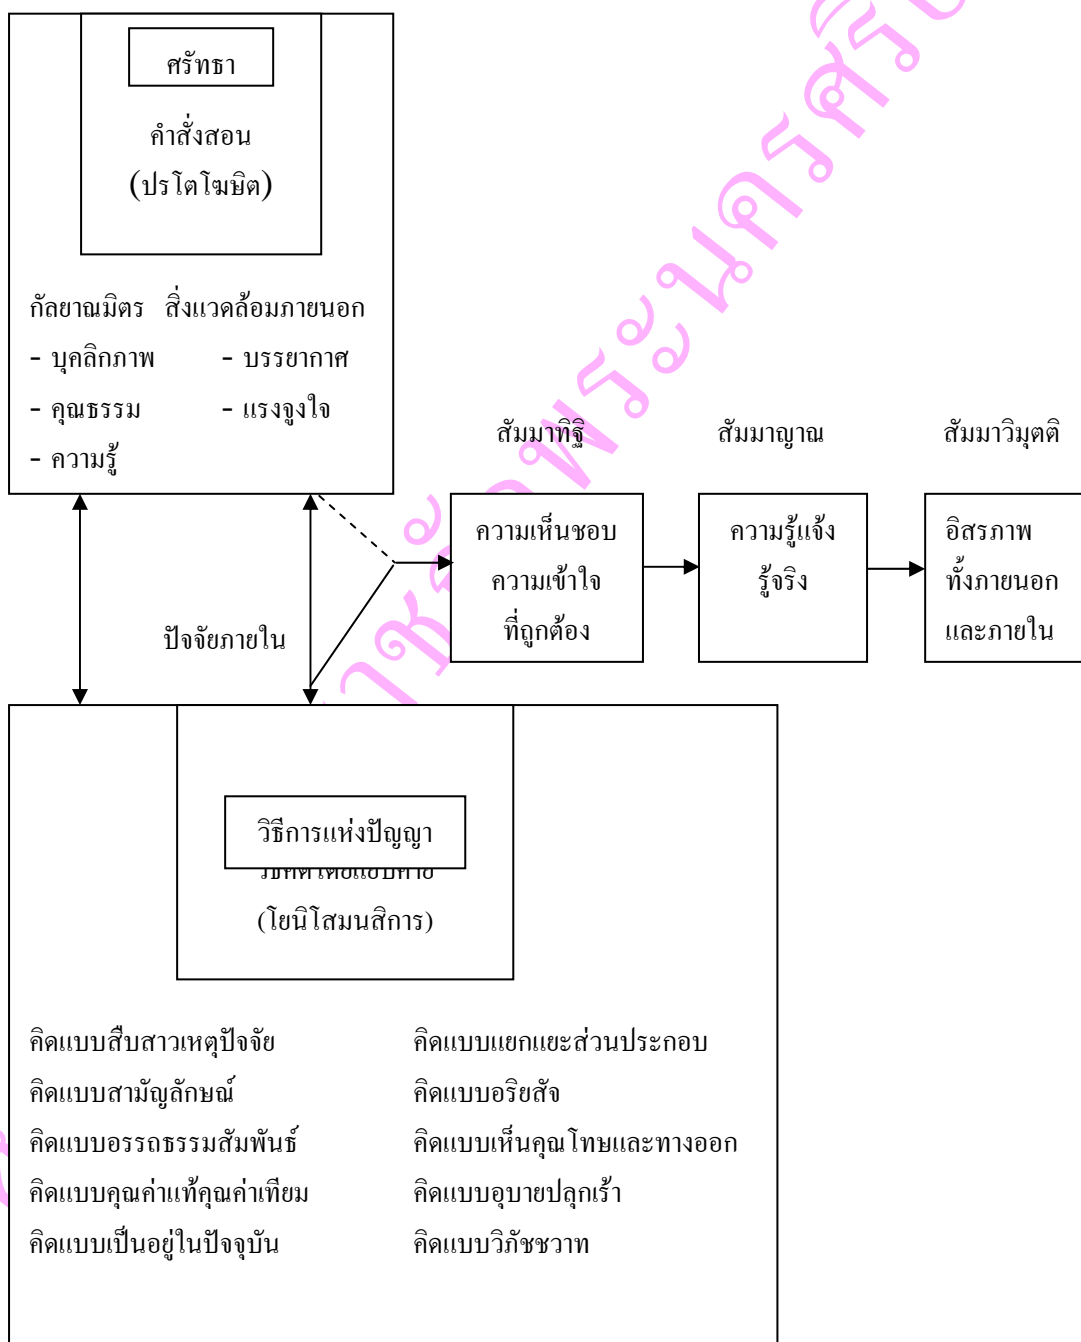 ศรัทธา
คำสั่งสอน
(ปรโตโฆษิต)
กัลยาณมิตร สิ่งแวดล้อมภายนอก
- บุคลิกภาพ - บรรยากาศ
- คุณธรรม - แรงจูงใจ
- ความรู้
สัมมาทิฐิ สัมมาญาณ สัมมาวิมุตติ
ความเห็นชอบ
ความเข้าใจ
ที่ถูกต้อง
ความรู้แจ้ง
รู้จริง
อิสรภาพ
ทั้งภายนอก
และภายใน
ปัจจัยภายใน
วิธีการแห่งปัญญา
(โยนิโสมนสิการ)
คิดแบบสืบสาวเหตุปัจจัย คิดแบบแยกแยะส่วนประกอบ
คิดแบบสามัญลักษณ์ คิดแบบอริยสัจ
คิดแบบอรรถธรรมสัมพันธ์ คิดแบบเห็นคุณโทษและทางออก
คิดแบบคุณค่าแท้คุณค่าเทียม คิดแบบอุบายปลุกเร้า
คิดแบบเป็นอยู่ในปัจจุบัน คิดแบบวิภัชชวาท